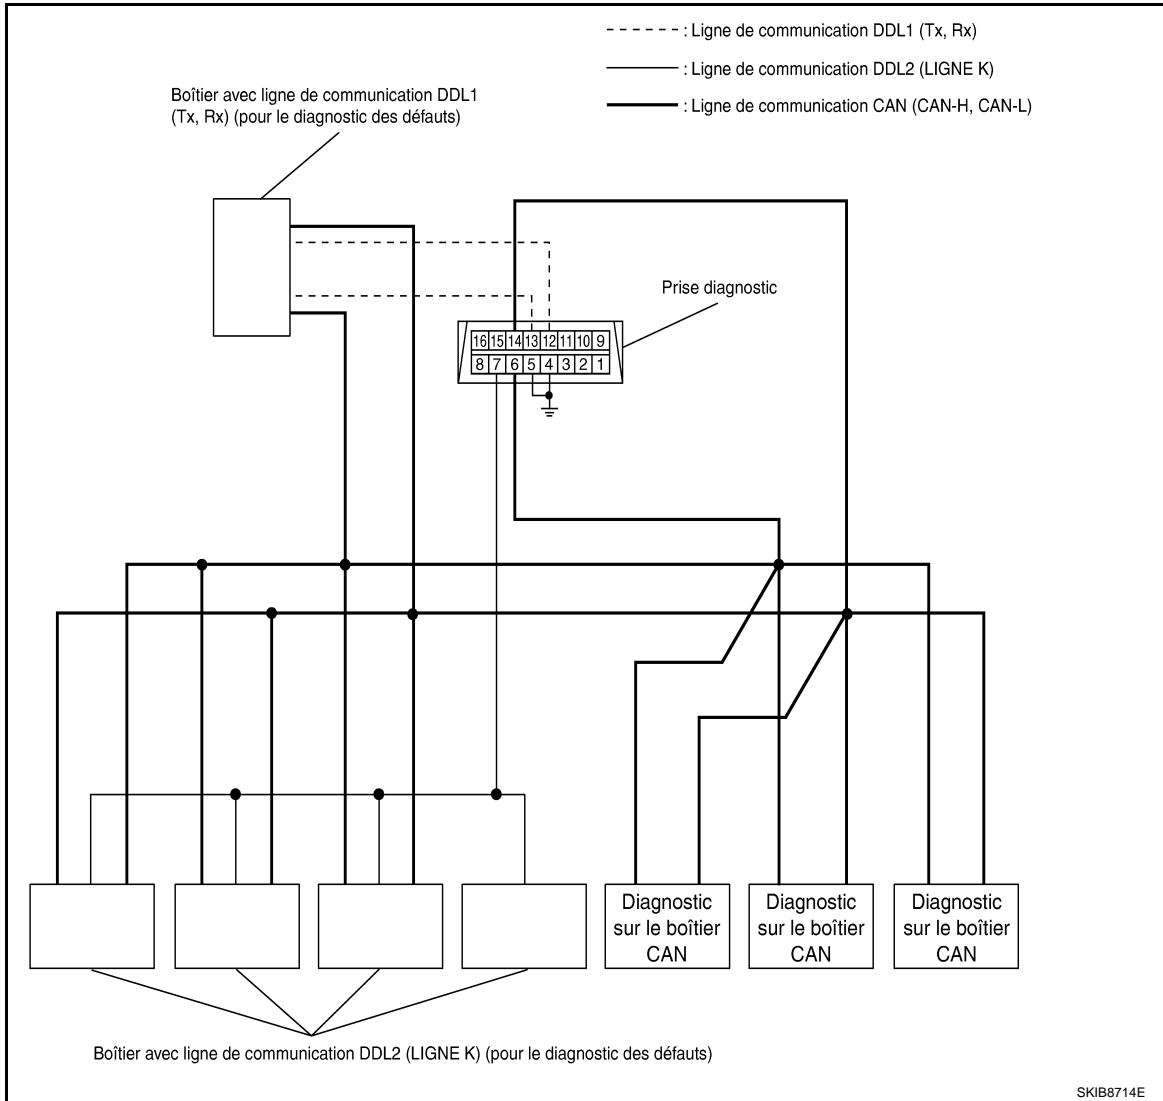 : Ligne de communication DDL1 (Tx, Rx)
: Ligne de communication DDL2 (LIGNE K)
: Ligne de communication CAN (CAN-H, CAN-L)
Boîtier avec ligne de communication DDL1
(Tx, Rx) (pour le diagnostic des défauts)
Prise diagnostic
16 15 14 13 12 11 10 9
8 7 6 5 4 3 2 1
Diagnostic
sur le boîtier
CAN
Diagnostic
sur le boîtier
CAN
Diagnostic
sur le boîtier
CAN
Boîtier avec ligne de communication DDL2 (LIGNE K) (pour le diagnostic des défauts)
SKIB8714E